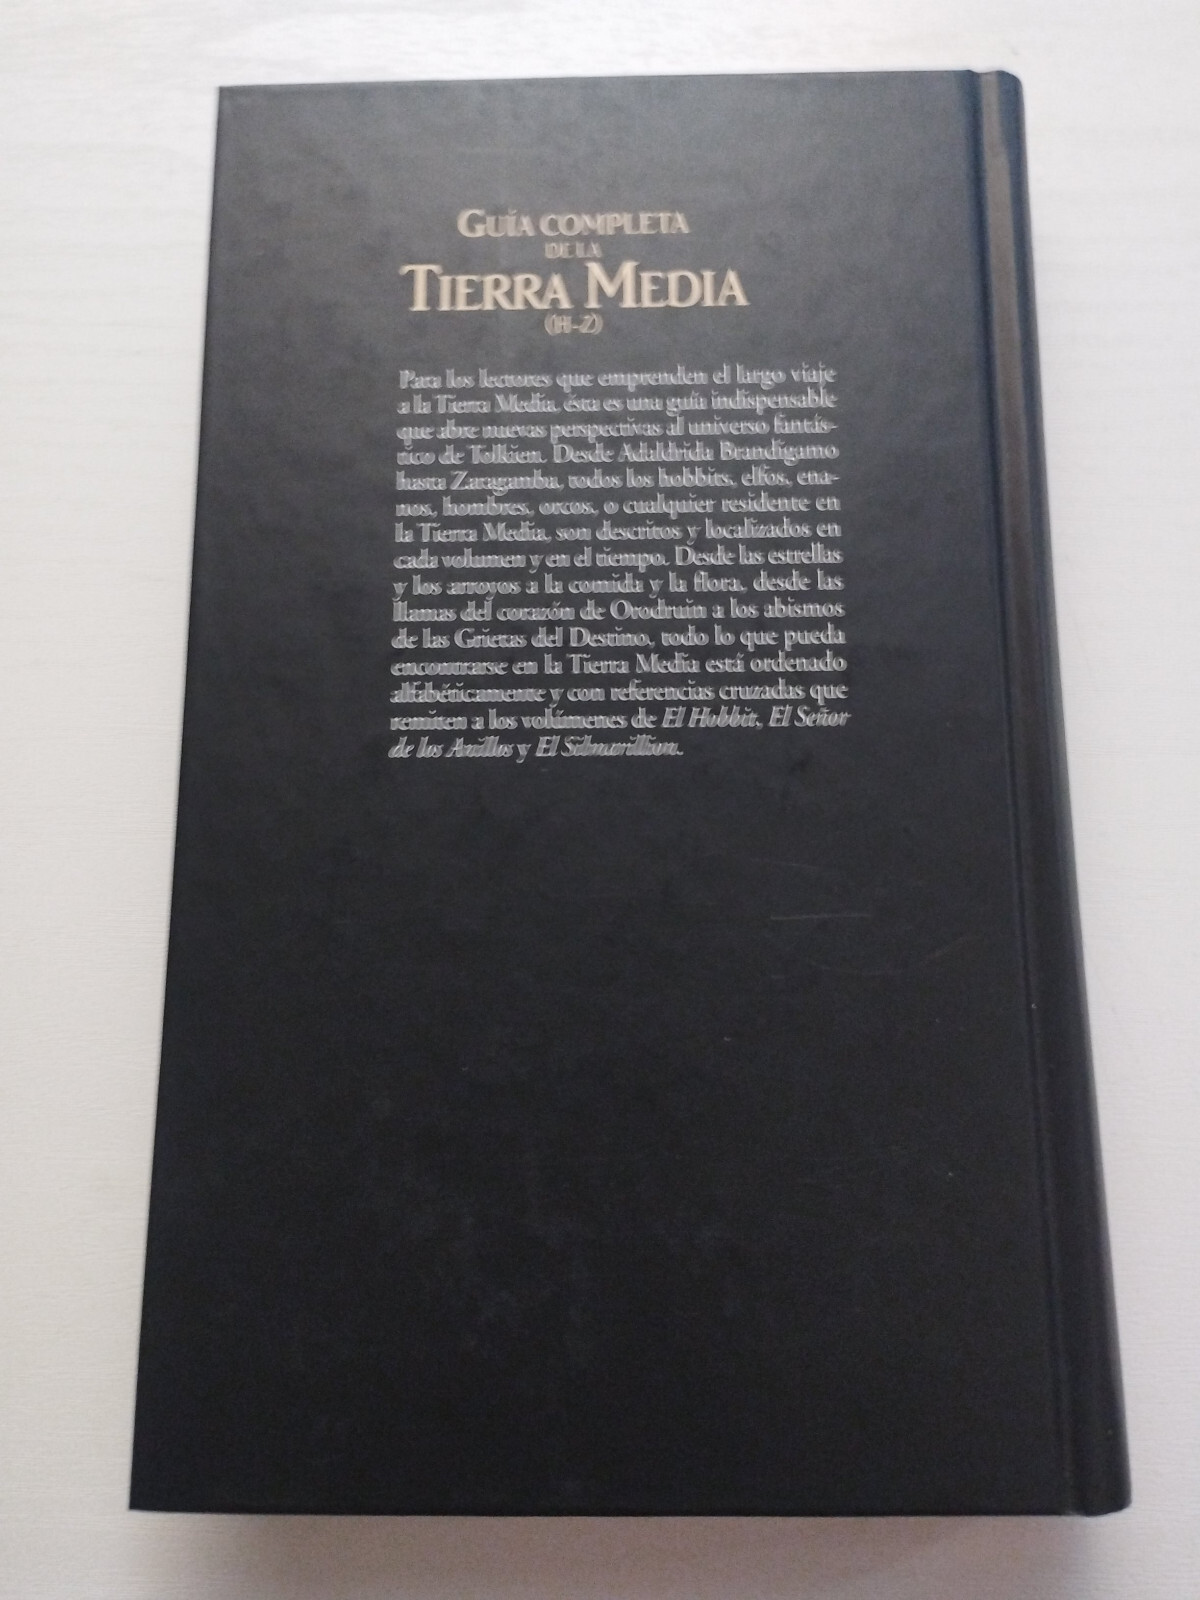 GUÍA COMPLETA
DE LA
TIERRA MEDIA
(H-Z)
Para los lectores que emprenden el largo viaje
a la Tierra Media, ésta es una guía indispensable
que abre nuevas perspectivas al universo fantás-
tico de Tolkien. Desde Adaldrida Brandigamo
hasta Zaragamba, todos los hobbits, elfos, ena-
nos, hombres, orcos, o cualquier residente en
la Tierra Media, son descritos y localizados en
cada volumen y en el tiempo. Desde las estrellas
y los arroyos a la comida y la flora, desde las
llamas del corazón de Orodruin a los abismos
de las Grietas del Destino, todo lo que pueda
encontrarse en la Tierra Media está ordenado
alfabéticamente y con referencias cruzadas que
remiten a los volúmenes de El Hobbit, El Señor
de los Anillos y El Silmarillion.